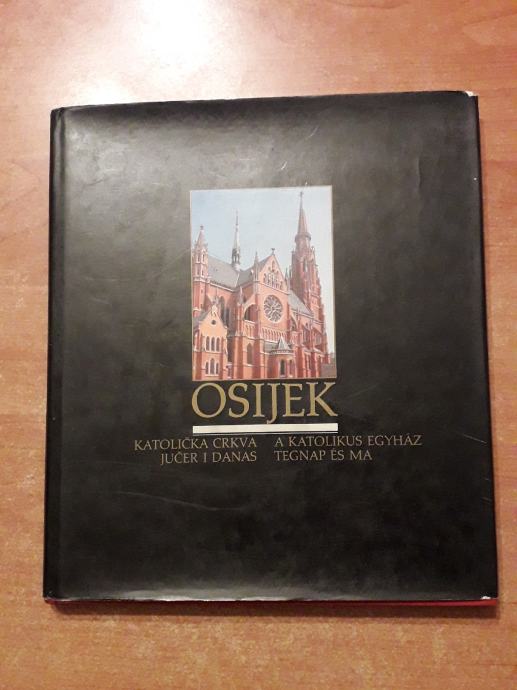 OSIJEK
KATOLIČKA CRKVA
JUČER I DANAS
A KATOLIKUS EGYHÁZ
TEGNAP ÉS MA